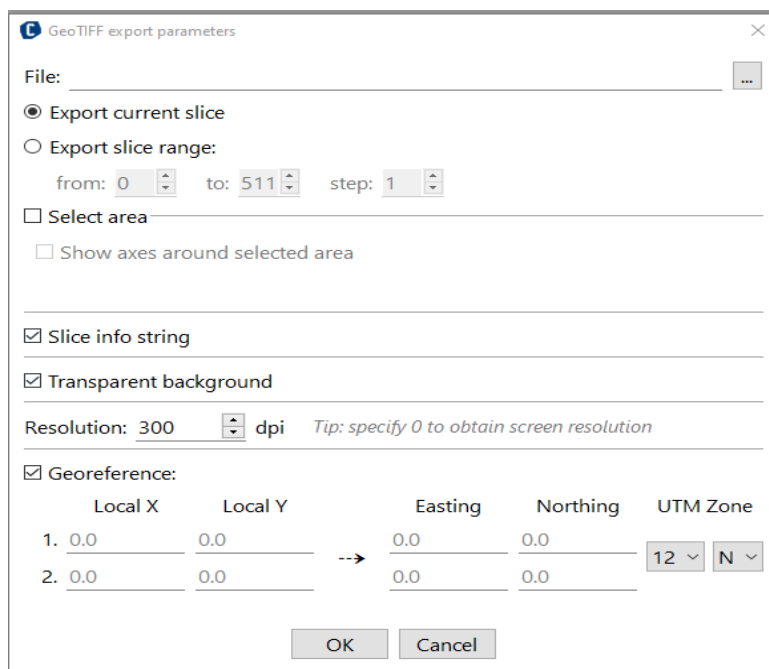 GeoTIFF export parameters
File: ...
Export current slice
Export slice range:
from: 0 to: 511 step: 1
Select area
Show axes around selected area
Slice info string
Transparent background
Resolution: 300 dpi Tip: specify 0 to obtain screen resolution
Georeference:
Local X Local Y Easting Northing UTM Zone
1. 0.0 0.0 --> 0.0 0.0 12 N
2. 0.0 0.0 0.0 0.0
OK Cancel